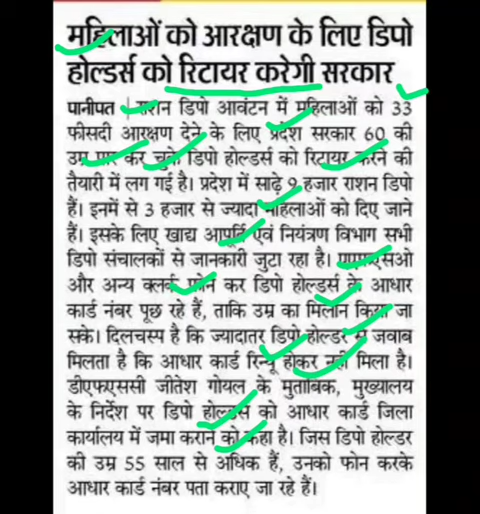 महिलाओं को आरक्षण के लिए डिपो
होल्डर्स को रिटायर करेगी सरकार
पानीपत | राशन डिपो आवंटन में महिलाओं को 33
फीसदी आरक्षण देने के लिए प्रदेश सरकार 60 की
उम्र पार कर चुके डिपो होल्डर्स को रिटायर करने की
तैयारी में लग गई है। प्रदेश में साढ़े 9 हजार राशन डिपो
हैं। इनमें से 3 हजार से ज्यादा महिलाओं को दिए जाने
हैं। इसके लिए खाद्य आपूर्ति एवं नियंत्रण विभाग सभी
डिपो संचालकों से जानकारी जुटा रहा है।
और अन्य क्लर्क फोन कर डिपो होल्डर्स के आधार
कार्ड नंबर पूछ रहे हैं, ताकि उम्र का मिलान किया जा
सके। दिलचस्प है कि ज्यादातर डिपो होल्डर से जवाब
मिलता है कि आधार कार्ड रिन्यू होकर नहीं मिला है।
डीएफएससी जीतेश गोयल के मुताबिक, मुख्यालय
के निर्देश पर डिपो होल्डर्स को आधार कार्ड जिला
कार्यालय में जमा कराने को कहा है। जिस डिपो होल्डर
की उम्र 55 साल से अधिक हैं, उनको फोन करके
आधार कार्ड नंबर पता कराए जा रहे हैं।